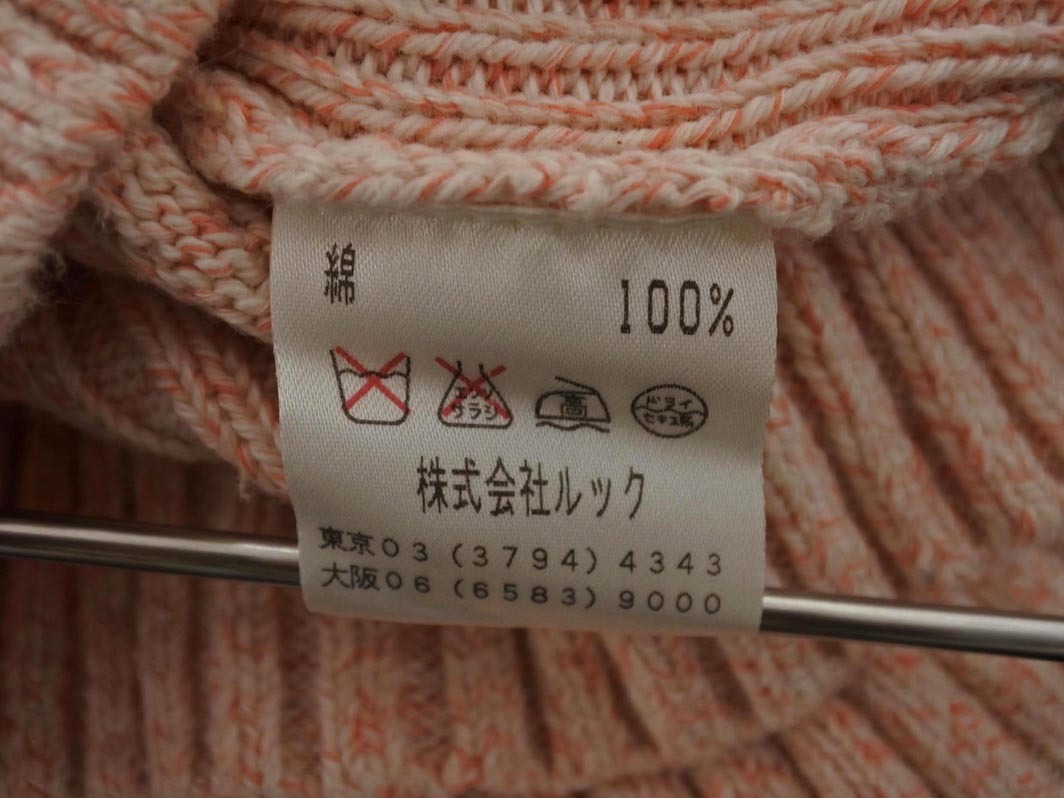 綿
100%
エンソ
サラシ
高
ドライ
セキユ系
株式会社ルック
東京03(3794)4343
大阪06(6583)9000